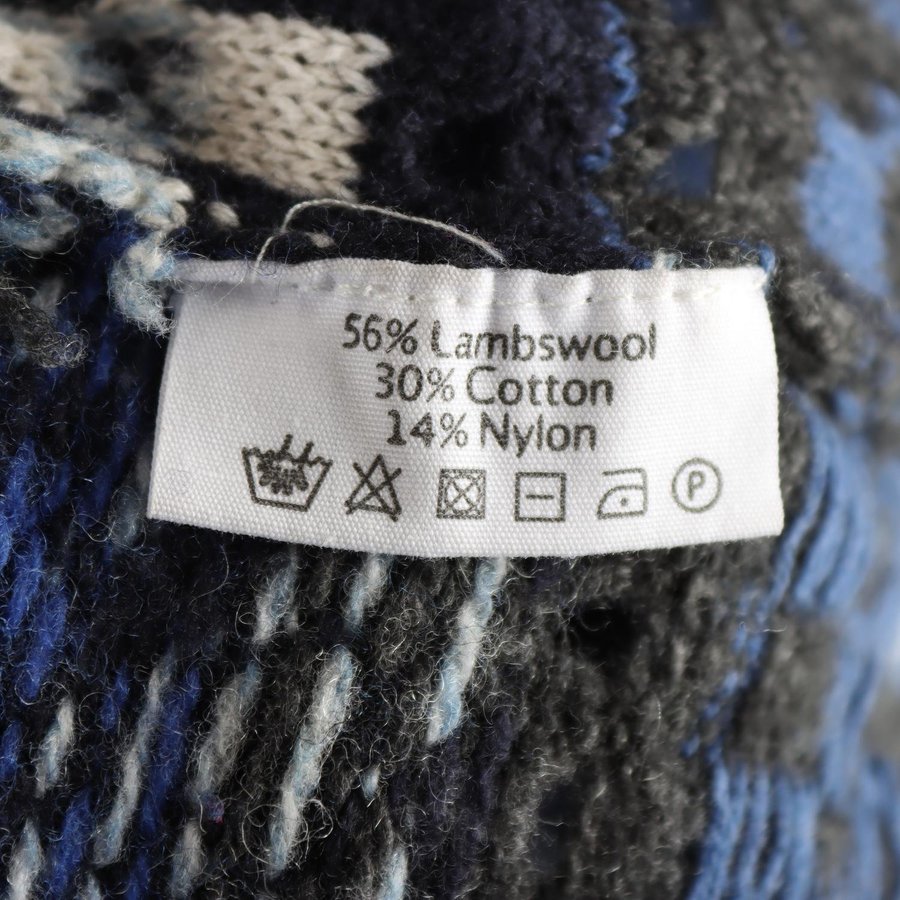 56% Lambswool
30% Cotton
14% Nylon
P